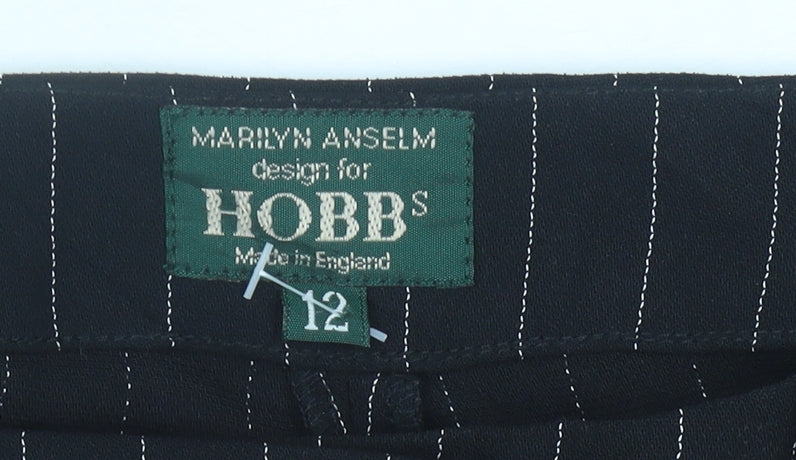 MARILYN ANSELM
design for
HOBBS
Made in England
12